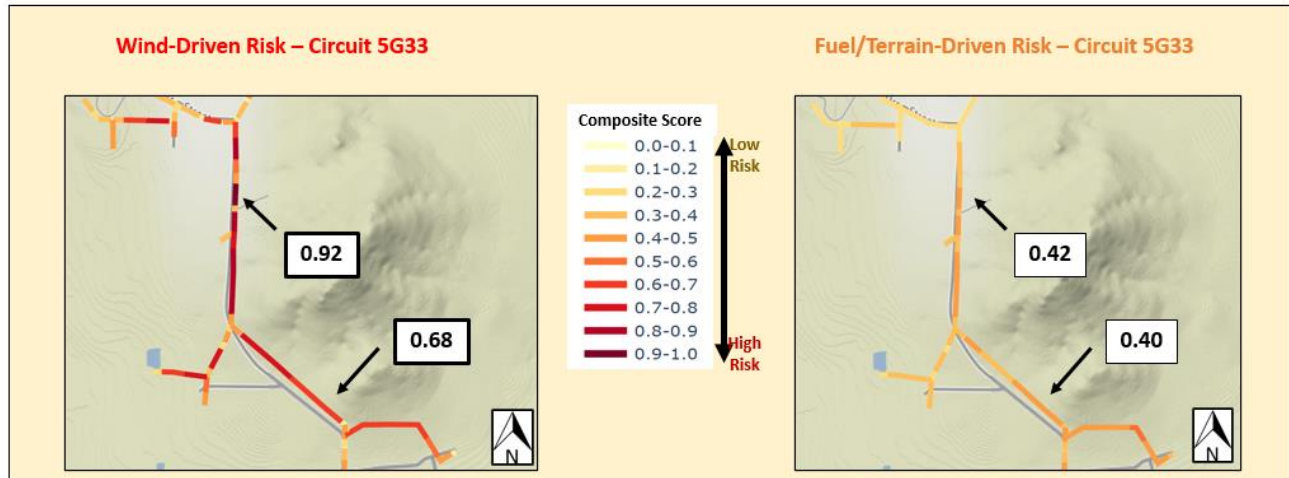 Wind-Driven Risk – Circuit 5G33
Fuel/Terrain-Driven Risk – Circuit 5G33
0.92
0.68
Composite Score
0.0-0.1
0.1-0.2
0.2-0.3
0.3-0.4
0.4-0.5
0.5-0.6
0.6-0.7
0.7-0.8
0.8-0.9
0.9-1.0
Low
Risk
High
Risk
0.42
0.40
N
N